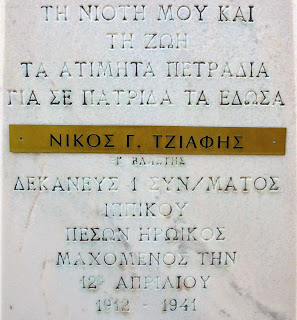 ΤΗ ΝΙΟΤΗ ΜΟΥ ΚΑΙ
ΤΗ ΖΩΗ
ΤΑ ΑΤΙΜΗΤΑ ΠΕΤΡΑΔΙΑ
ΓΙΑ ΣΕ ΠΑΤΡΙΔΑ ΤΑ ΕΔΩΣΑ
ΝΙΚΟΣ Γ. ΤΖΙΑΦΗΣ
ΔΕΚΑΝΕΥΣ 1 ΣΥΝ/ΜΑΤΟΣ
ΙΠΠΙΚΟΥ
ΠΕΣΩΝ ΗΡΩΙΚΟΣ
ΜΑΧΟΜΕΝΟΣ ΤΗΝ
12Η ΑΠΡΙΛΙΟΥ
1912 - 1941